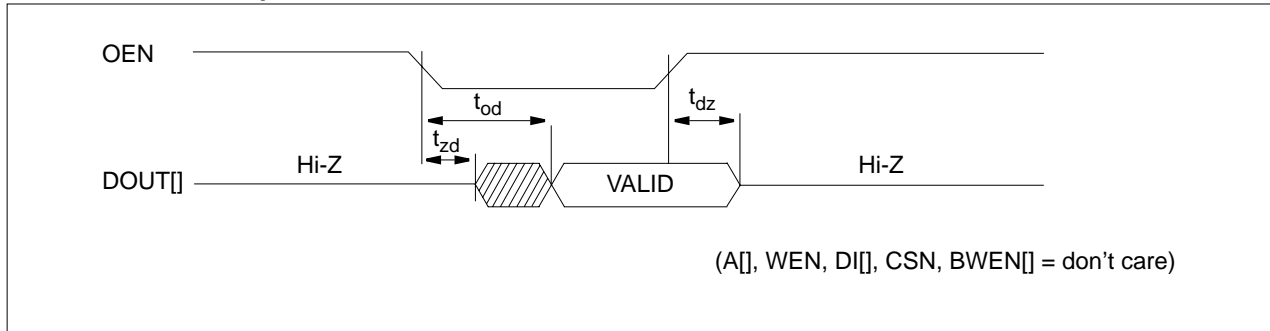 OEN
t_od
t_dz
t_zd
Hi-Z
Hi-Z
DOUT[]
VALID
(A[], WEN, DI[], CSN, BWEN[] = don't care)